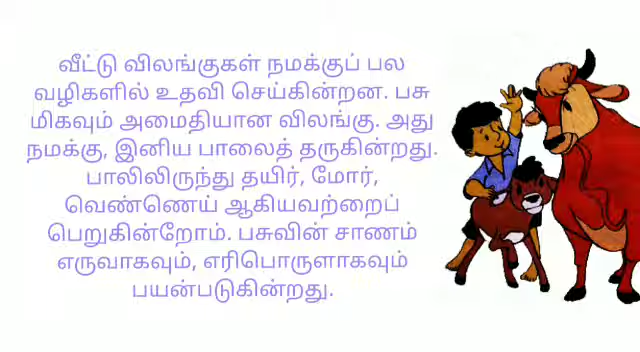 வீட்டு விலங்குகள் நமக்குப் பல
வழிகளில் உதவி செய்கின்றன. பசு
மிகவும் அமைதியான விலங்கு. அது
நமக்கு, இனிய பாலைத் தருகின்றது.
பாலிலிருந்து தயிர், மோர்,
வெண்ணெய் ஆகியவற்றைப்
பெறுகின்றோம். பசுவின் சாணம்
எருவாகவும், எரிபொருளாகவும்
பயன்படுகின்றது.